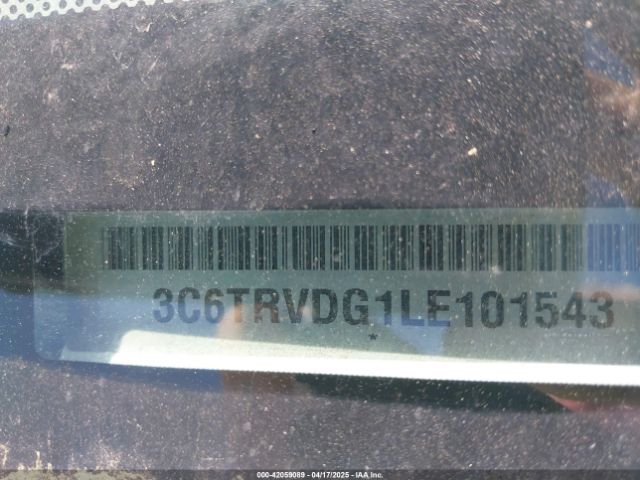 3C6TRVDG1LE101543
*
000-42059089 - 04/17/2025 - IAA Inc.